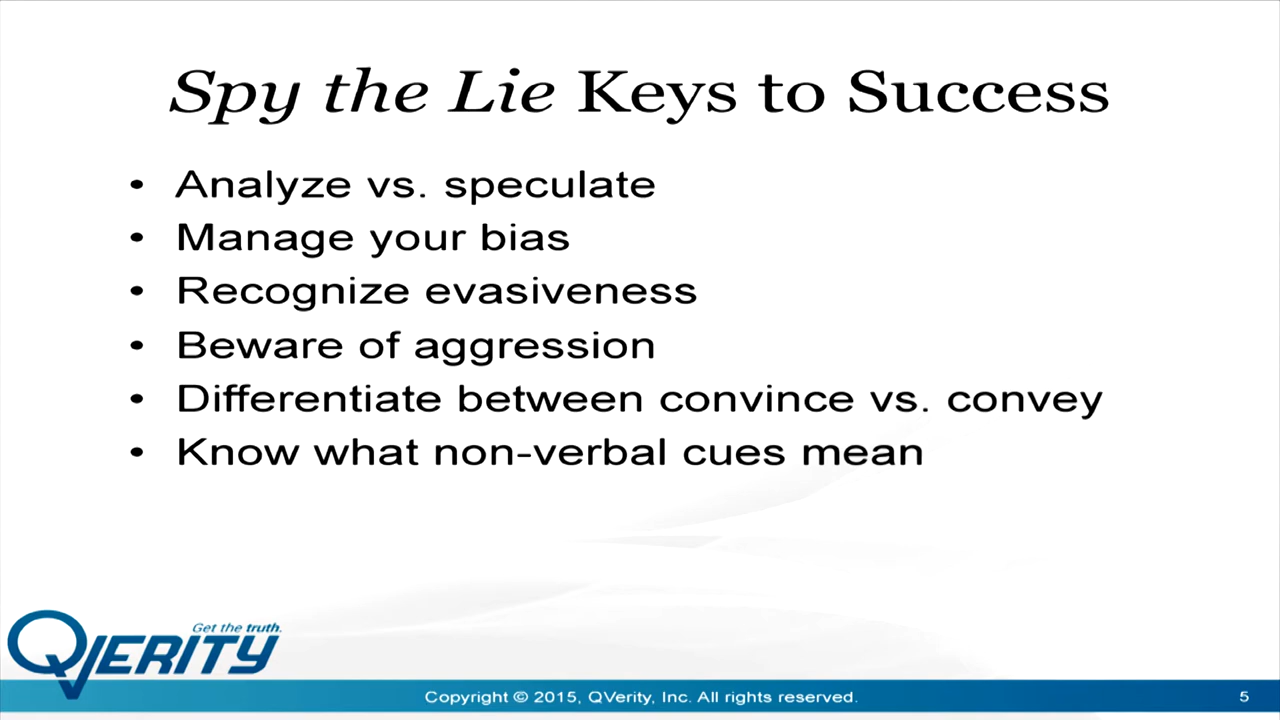 Spy the Lie Keys to Success
• Analyze vs. speculate
• Manage your bias
• Recognize evasiveness
• Beware of aggression
• Differentiate between convince vs. convey
• Know what non-verbal cues mean
Get the truth.
QVERITY
Copyright © 2015, QVerity, Inc. All rights reserved.
5